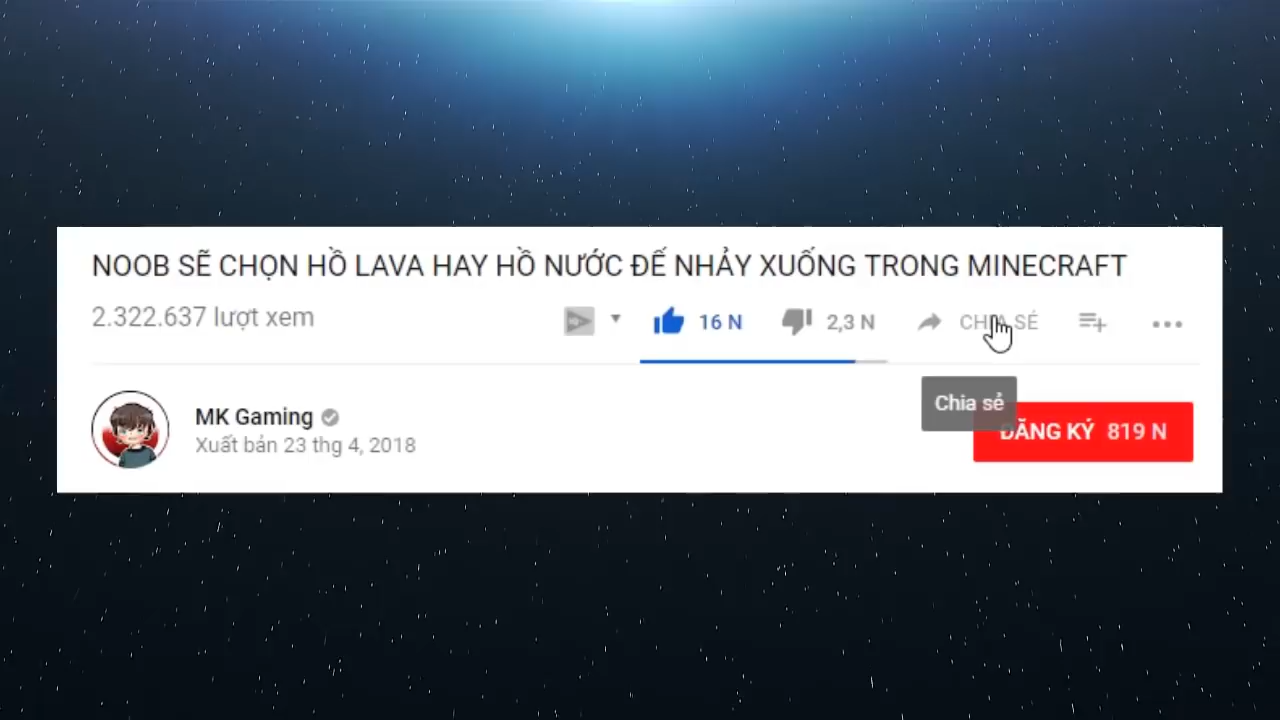 NOOB SẼ CHỌN HỒ LAVA HAY HỒ NƯỚC ĐỂ NHẢY XUỐNG TRONG MINECRAFT
2.322.637 lượt xem
16 N
2,3 N
CHIA SẺ
Chia sẻ
MK Gaming
ĐĂNG KÝ 819 N
Xuất bản 23 thg 4, 2018